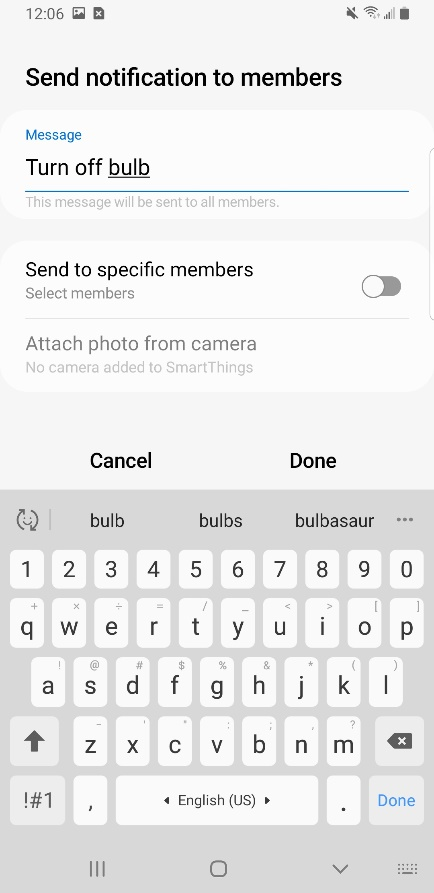 12:06
Send notification to members
Message
Turn off bulb
This message will be sent to all members.
Send to specific members
Select members
Attach photo from camera
No camera added to SmartThings
Cancel Done
bulb bulbs bulbasaur •••
1 2 3 4 5 6 7 8 9 0
+ × ÷ = / _ < > [ ]
q w e r t y u i o p
! @ # $ % & * ( )
a s d f g h j k l
- ' " : ; , ?
z x c v b n m
!#1 , English (US) . Done